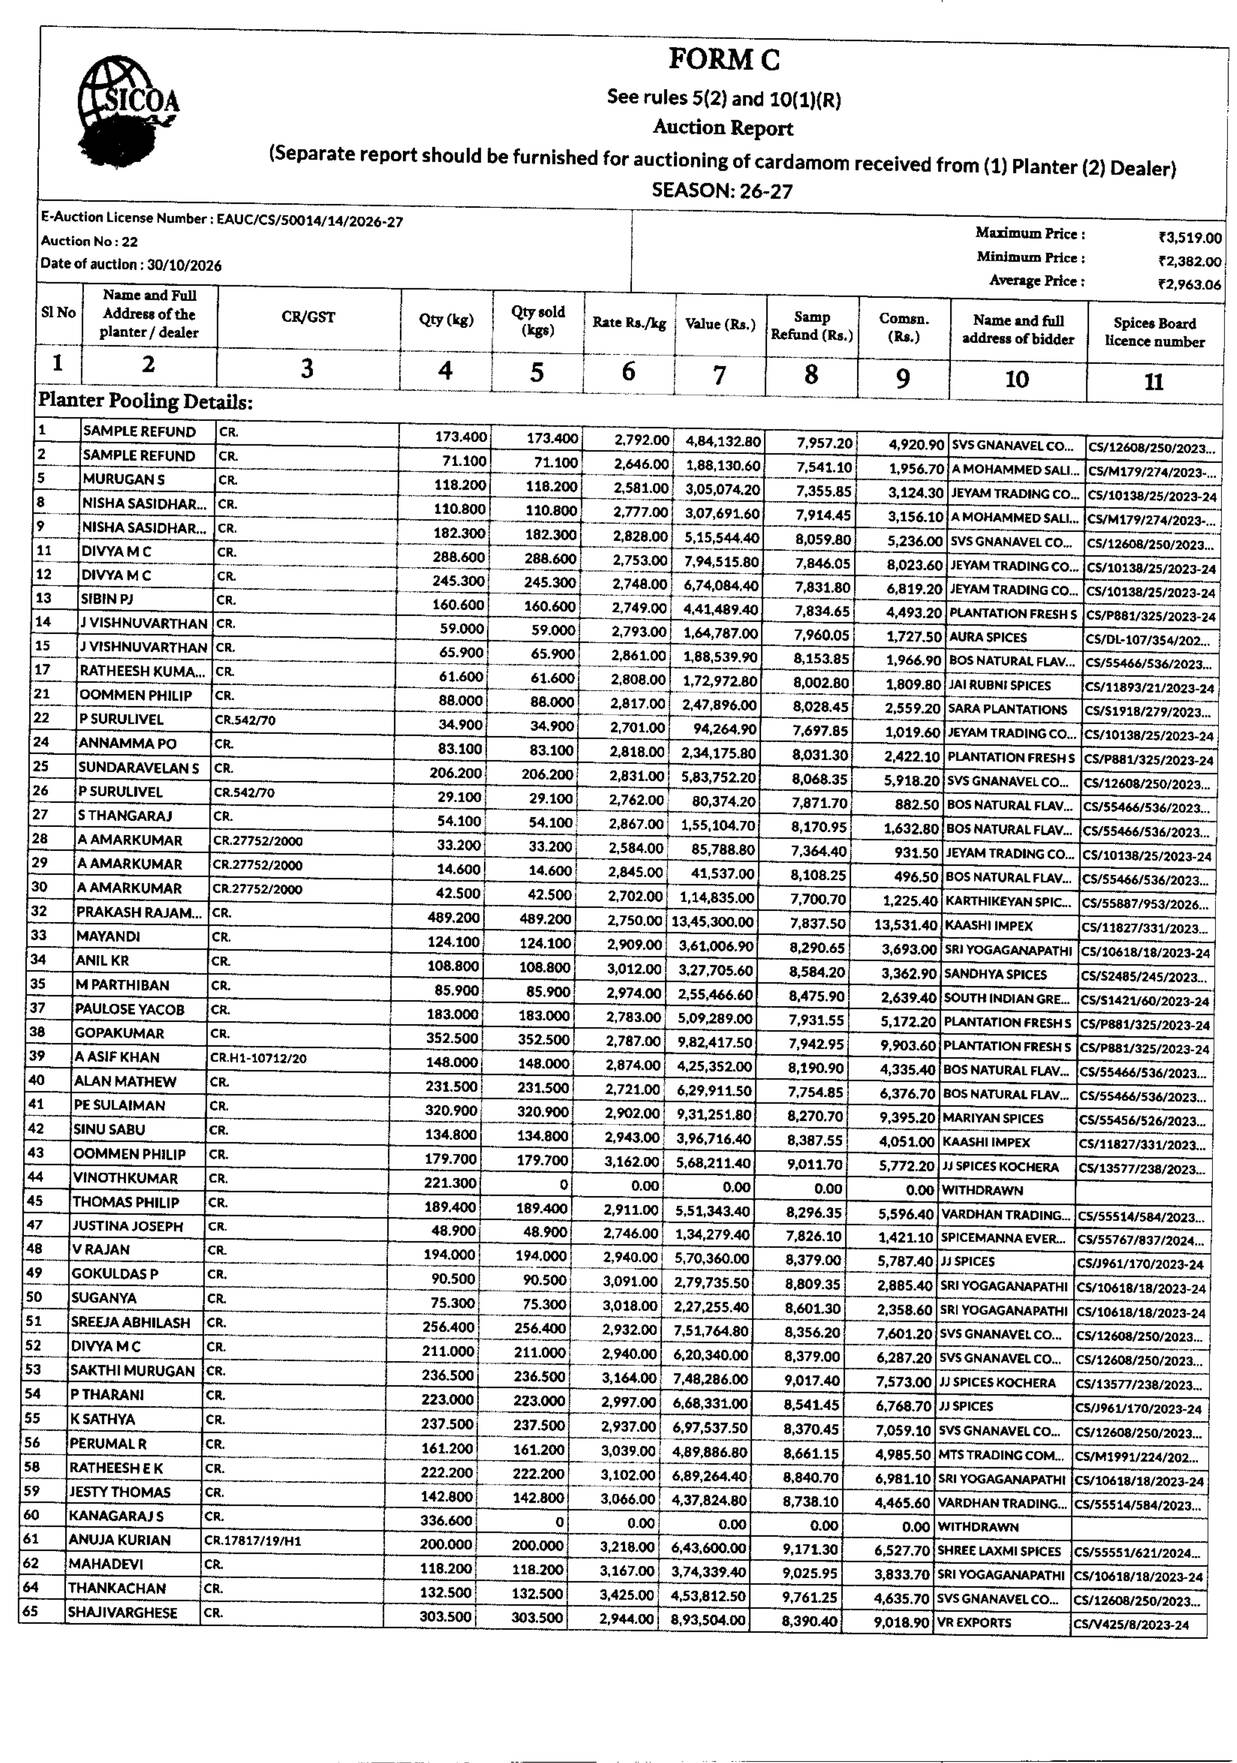 SICOA
FORM C
See rules 5(2) and 10(1)(R)
Auction Report
(Separate report should be furnished for auctioning of cardamom received from (1) Planter (2) Dealer)
SEASON: 26-27
E-Auction License Number : EAUC/CS/50014/14/2026-27
Auction No : 22
Date of auction : 30/10/2026
Maximum Price : ₹3,519.00
Minimum Price : ₹2,382.00
Average Price : ₹2,963.06
Sl No Name and Full Address of the planter / dealer CR/GST Qty (kg) Qty sold (kgs) Rate Rs./kg Value (Rs.) Samp Refund (Rs.) Comsn. (Rs.) Name and full address of bidder Spices Board licence number
1 2 3 4 5 6 7 8 9 10 11
Planter Pooling Details:
1 SAMPLE REFUND CR. 173.400 173.400 2,792.00 4,84,132.80 7,957.20 4,920.90 SVS GNANAVEL CO... CS/12608/250/2023...
2 SAMPLE REFUND CR. 71.100 71.100 2,646.00 1,88,130.60 7,541.10 1,956.70 A MOHAMMED SALI... CS/M179/274/2023-...
5 MURUGAN S CR. 118.200 118.200 2,581.00 3,05,074.20 7,355.85 3,124.30 JEYAM TRADING CO... CS/10138/25/2023-24
8 NISHA SASIDHAR... CR. 110.800 110.800 2,777.00 3,07,691.60 7,914.45 3,156.10 A MOHAMMED SALI... CS/M179/274/2023-...
9 NISHA SASIDHAR... CR. 182.300 182.300 2,828.00 5,15,544.40 8,059.80 5,236.00 SVS GNANAVEL CO... CS/12608/250/2023...
11 DIVYA M C CR. 288.600 288.600 2,753.00 7,94,515.80 7,846.05 8,023.60 JEYAM TRADING CO... CS/10138/25/2023-24
12 DIVYA M C CR. 245.300 245.300 2,748.00 6,74,084.40 7,831.80 6,819.20 JEYAM TRADING CO... CS/10138/25/2023-24
13 SIBIN PJ CR. 160.600 160.600 2,749.00 4,41,489.40 7,834.65 4,493.20 PLANTATION FRESH S CS/P881/325/2023-24
14 J VISHNUVARTHAN CR. 59.000 59.000 2,793.00 1,64,787.00 7,960.05 1,727.50 AURA SPICES CS/DL-107/354/202...
15 J VISHNUVARTHAN CR. 65.900 65.900 2,861.00 1,88,539.90 8,153.85 1,966.90 BOS NATURAL FLAV... CS/55466/536/2023...
17 RATHEESH KUMA... CR. 61.600 61.600 2,808.00 1,72,972.80 8,002.80 1,809.80 JAI RUBNI SPICES CS/11893/21/2023-24
21 OOMMEN PHILIP CR. 88.000 88.000 2,817.00 2,47,896.00 8,028.45 2,559.20 SARA PLANTATIONS CS/S1918/279/2023...
22 P SURULIVEL CR.542/70 34.900 34.900 2,701.00 94,264.90 7,697.85 1,019.60 JEYAM TRADING CO... CS/10138/25/2023-24
24 ANNAMMA PO CR. 83.100 83.100 2,818.00 2,34,175.80 8,031.30 2,422.10 PLANTATION FRESH S CS/P881/325/2023-24
25 SUNDARAVELAN S CR. 206.200 206.200 2,831.00 5,83,752.20 8,068.35 5,918.20 SVS GNANAVEL CO... CS/12608/250/2023...
26 P SURULIVEL CR.542/70 29.100 29.100 2,762.00 80,374.20 7,871.70 882.50 BOS NATURAL FLAV... CS/55466/536/2023...
27 S THANGARAJ CR. 54.100 54.100 2,867.00 1,55,104.70 8,170.95 1,632.80 BOS NATURAL FLAV... CS/55466/536/2023...
28 A AMARKUMAR CR.27752/2000 33.200 33.200 2,584.00 85,788.80 7,364.40 931.50 JEYAM TRADING CO... CS/10138/25/2023-24
29 A AMARKUMAR CR.27752/2000 14.600 14.600 2,845.00 41,537.00 8,108.25 496.50 BOS NATURAL FLAV... CS/55466/536/2023...
30 A AMARKUMAR CR.27752/2000 42.500 42.500 2,702.00 1,14,835.00 7,700.70 1,225.40 KARTHIKEYAN SPIC... CS/55887/953/2026...
32 PRAKASH RAJAM... CR. 489.200 489.200 2,750.00 13,45,300.00 7,837.50 13,531.40 KAASHI IMPEX CS/11827/331/2023...
33 MAYANDI CR. 124.100 124.100 2,909.00 3,61,006.90 8,290.65 3,693.00 SRI YOGAGANAPATHI CS/10618/18/2023-24
34 ANIL KR CR. 108.800 108.800 3,012.00 3,27,705.60 8,584.20 3,362.90 SANDHYA SPICES CS/S2485/245/2023...
35 M PARTHIBAN CR. 85.900 85.900 2,974.00 2,55,466.60 8,475.90 2,639.40 SOUTH INDIAN GRE... CS/S1421/60/2023-24
37 PAULOSE YACOB CR. 183.000 183.000 2,783.00 5,09,289.00 7,931.55 5,172.20 PLANTATION FRESH S CS/P881/325/2023-24
38 GOPAKUMAR CR. 352.500 352.500 2,787.00 9,82,417.50 7,942.95 9,903.60 PLANTATION FRESH S CS/P881/325/2023-24
39 A ASIF KHAN CR.H1-10712/20 148.000 148.000 2,874.00 4,25,352.00 8,190.90 4,335.40 BOS NATURAL FLAV... CS/55466/536/2023...
40 ALAN MATHEW CR. 231.500 231.500 2,721.00 6,29,911.50 7,754.85 6,376.70 BOS NATURAL FLAV... CS/55466/536/2023...
41 PE SULAIMAN CR. 320.900 320.900 2,902.00 9,31,251.80 8,270.70 9,395.20 MARIYAN SPICES CS/55456/526/2023...
42 SINU SABU CR. 134.800 134.800 2,943.00 3,96,716.40 8,387.55 4,051.00 KAASHI IMPEX CS/11827/331/2023...
43 OOMMEN PHILIP CR. 179.700 179.700 3,162.00 5,68,211.40 9,011.70 5,772.20 JJ SPICES KOCHERA CS/13577/238/2023...
44 VINOTHKUMAR CR. 221.300 0 0.00 0.00 0.00 0.00 WITHDRAWN
45 THOMAS PHILIP CR. 189.400 189.400 2,911.00 5,51,343.40 8,296.35 5,596.40 VARDHAN TRADING... CS/55514/584/2023...
47 JUSTINA JOSEPH CR. 48.900 48.900 2,746.00 1,34,279.40 7,826.10 1,421.10 SPICEMANNA EVER... CS/55767/837/2024...
48 V RAJAN CR. 194.000 194.000 2,940.00 5,70,360.00 8,379.00 5,787.40 JJ SPICES CS/J961/170/2023-24
49 GOKULDAS P CR. 90.500 90.500 3,091.00 2,79,735.50 8,809.35 2,885.40 SRI YOGAGANAPATHI CS/10618/18/2023-24
50 SUGANYA CR. 75.300 75.300 3,018.00 2,27,255.40 8,601.30 2,358.60 SRI YOGAGANAPATHI CS/10618/18/2023-24
51 SREEJA ABHILASH CR. 256.400 256.400 2,932.00 7,51,764.80 8,356.20 7,601.20 SVS GNANAVEL CO... CS/12608/250/2023...
52 DIVYA M C CR. 211.000 211.000 2,940.00 6,20,340.00 8,379.00 6,287.20 SVS GNANAVEL CO... CS/12608/250/2023...
53 SAKTHI MURUGAN CR. 236.500 236.500 3,164.00 7,48,286.00 9,017.40 7,573.00 JJ SPICES KOCHERA CS/13577/238/2023...
54 P THARANI CR. 223.000 223.000 2,997.00 6,68,331.00 8,541.45 6,768.70 JJ SPICES CS/J961/170/2023-24
55 K SATHYA CR. 237.500 237.500 2,937.00 6,97,537.50 8,370.45 7,059.10 SVS GNANAVEL CO... CS/12608/250/2023...
56 PERUMAL R CR. 161.200 161.200 3,039.00 4,89,886.80 8,661.15 4,985.50 MTS TRADING COM... CS/M1991/224/202...
58 RATHEESH E K CR. 222.200 222.200 3,102.00 6,89,264.40 8,840.70 6,981.10 SRI YOGAGANAPATHI CS/10618/18/2023-24
59 JESTY THOMAS CR. 142.800 142.800 3,066.00 4,37,824.80 8,738.10 4,465.60 VARDHAN TRADING... CS/55514/584/2023...
60 KANAGARAJ S CR. 336.600 0 0.00 0.00 0.00 0.00 WITHDRAWN
61 ANUJA KURIAN CR.17817/19/H1 200.000 200.000 3,218.00 6,43,600.00 9,171.30 6,527.70 SHREE LAXMI SPICES CS/55551/621/2024...
62 MAHADEVI CR. 118.200 118.200 3,167.00 3,74,339.40 9,025.95 3,833.70 SRI YOGAGANAPATHI CS/10618/18/2023-24
64 THANKACHAN CR. 132.500 132.500 3,425.00 4,53,812.50 9,761.25 4,635.70 SVS GNANAVEL CO... CS/12608/250/2023...
65 SHAJIVARGHESE CR. 303.500 303.500 2,944.00 8,93,504.00 8,390.40 9,018.90 VR EXPORTS CS/V425/8/2023-24